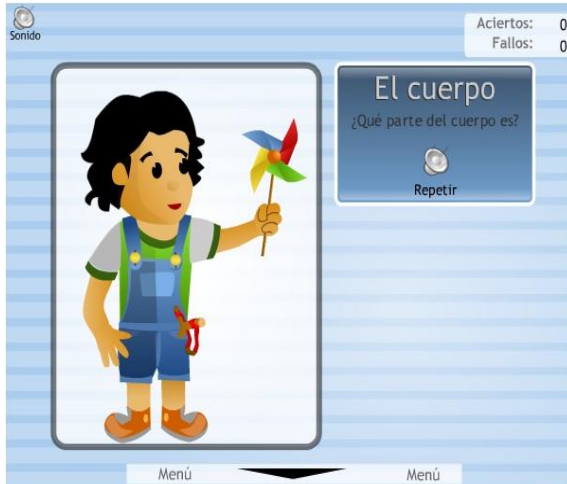 Sonido
Aciertos: 0
Fallos: 0
El cuerpo
¿Qué parte del cuerpo es?
Repetir
Menú
Menú